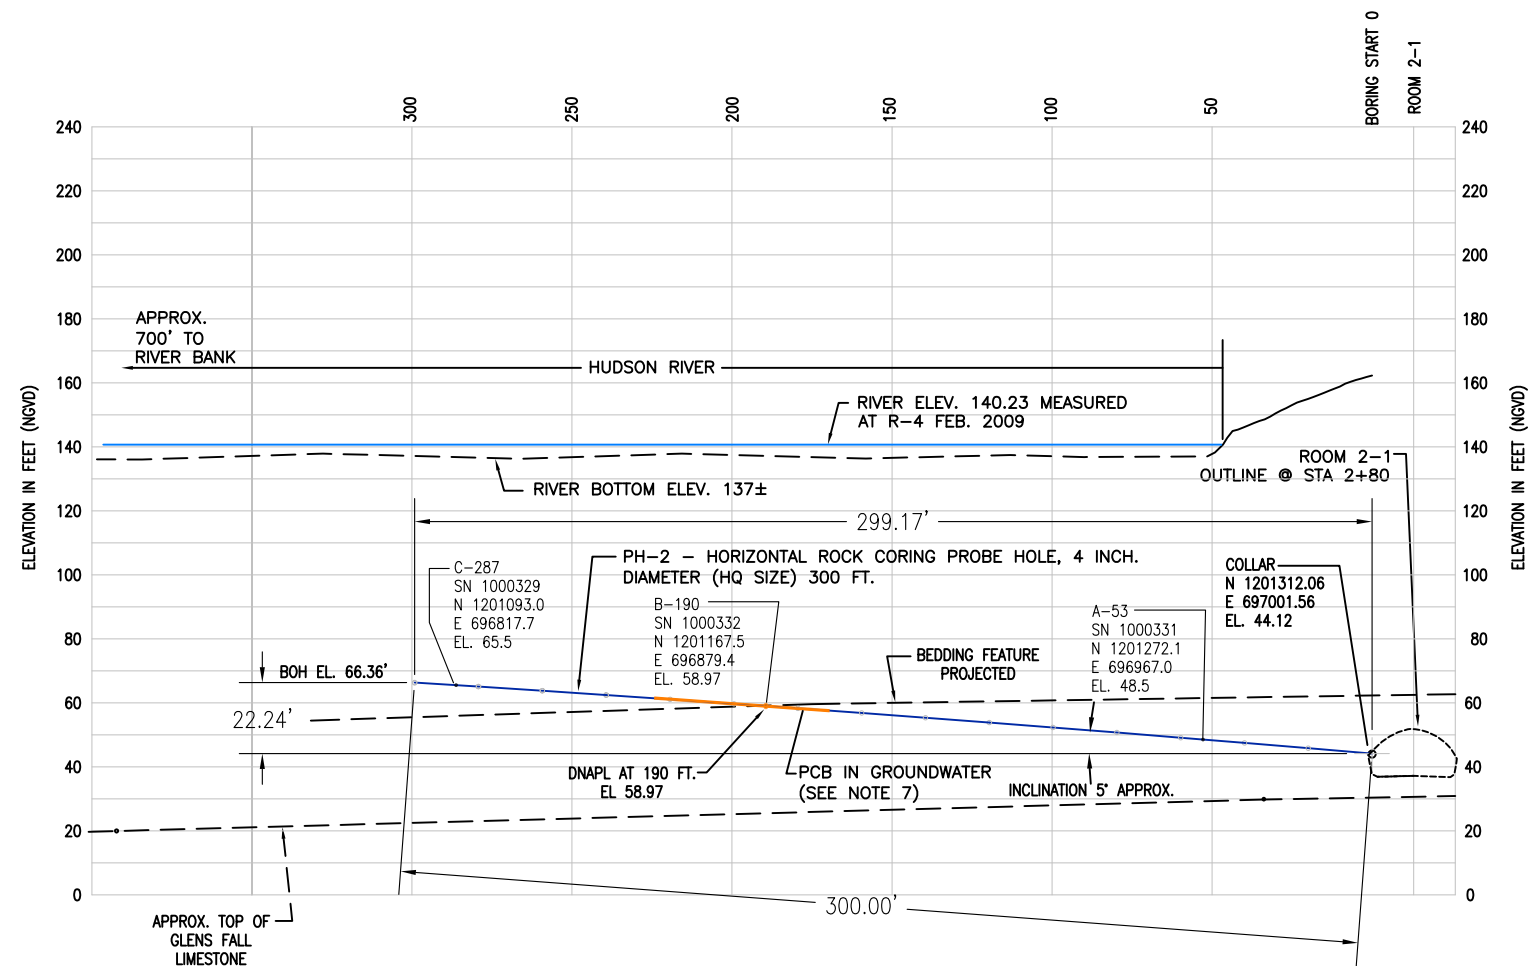 BORING START 0
ROOM 2-1
300
250
200
150
100
50
240
220
200
180
160
140
120
100
80
60
40
20
0
ELEVATION IN FEET (NGVD)
240
220
200
180
160
140
120
100
80
60
40
20
0
ELEVATION IN FEET (NGVD)
APPROX.
700' TO
RIVER BANK
HUDSON RIVER
RIVER ELEV. 140.23 MEASURED
AT R-4 FEB. 2009
ROOM 2-1
OUTLINE @ STA 2+80
RIVER BOTTOM ELEV. 137±
299.17'
PH-2 - HORIZONTAL ROCK CORING PROBE HOLE, 4 INCH.
DIAMETER (HQ SIZE) 300 FT.
C-287
SN 1000329
N 1201093.0
E 696817.7
EL. 65.5
B-190
SN 1000332
N 1201167.5
E 696879.4
EL. 58.97
A-53
SN 1000331
N 1201272.1
E 696967.0
EL. 48.5
COLLAR
N 1201312.06
E 697001.56
EL. 44.12
BEDDING FEATURE
PROJECTED
BOH EL. 66.36'
22.24'
DNAPL AT 190 FT.
EL 58.97
PCB IN GROUNDWATER
(SEE NOTE 7)
INCLINATION 5° APPROX.
300.00'
APPROX. TOP OF
GLENS FALL
LIMESTONE